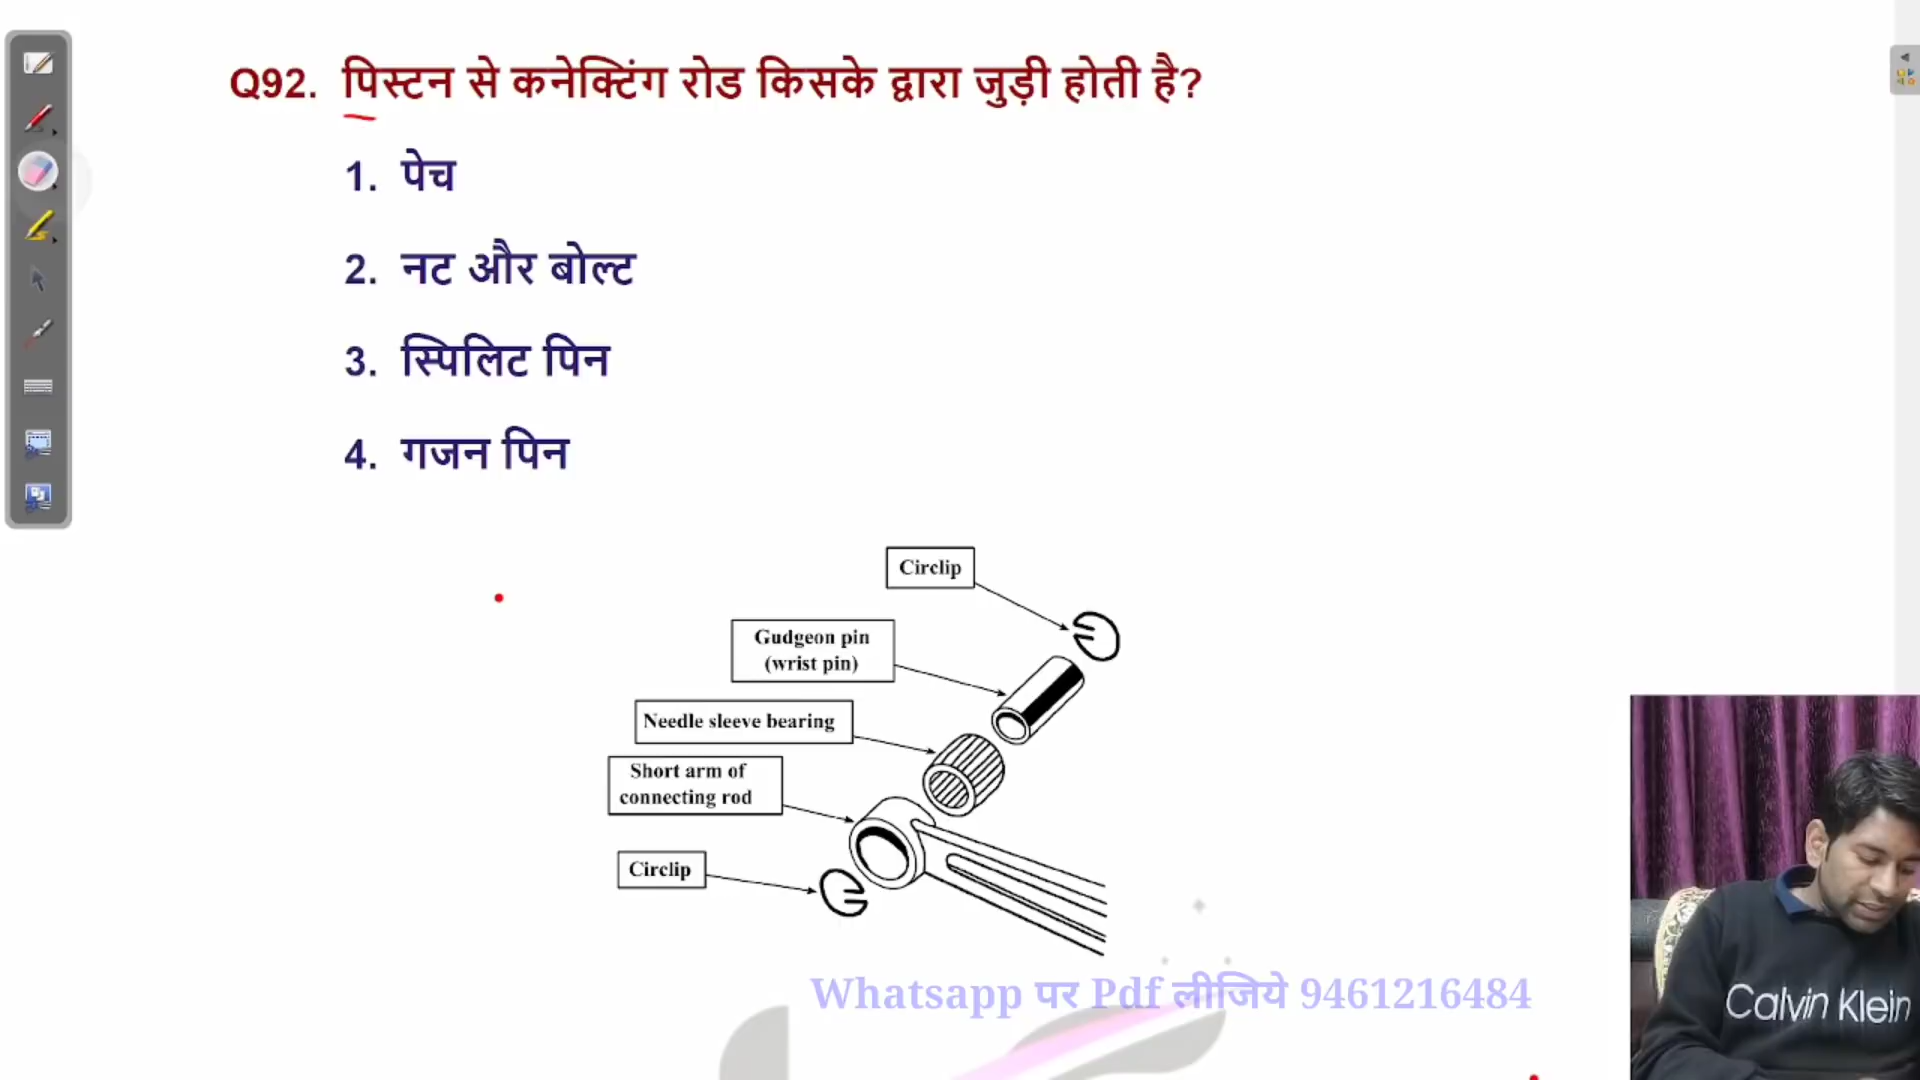 Q92. पिस्टन से कनेक्टिंग रोड किसके द्वारा जुड़ी होती है?
1. पेच
2. नट और बोल्ट
3. स्पिलिट पिन
4. गजन पिन
Circlip
Gudgeon pin
(wrist pin)
Needle sleeve bearing
Short arm of
connecting rod
Circlip
Whatsapp पर Pdf लीजिये 9461216484
Calvin Klein